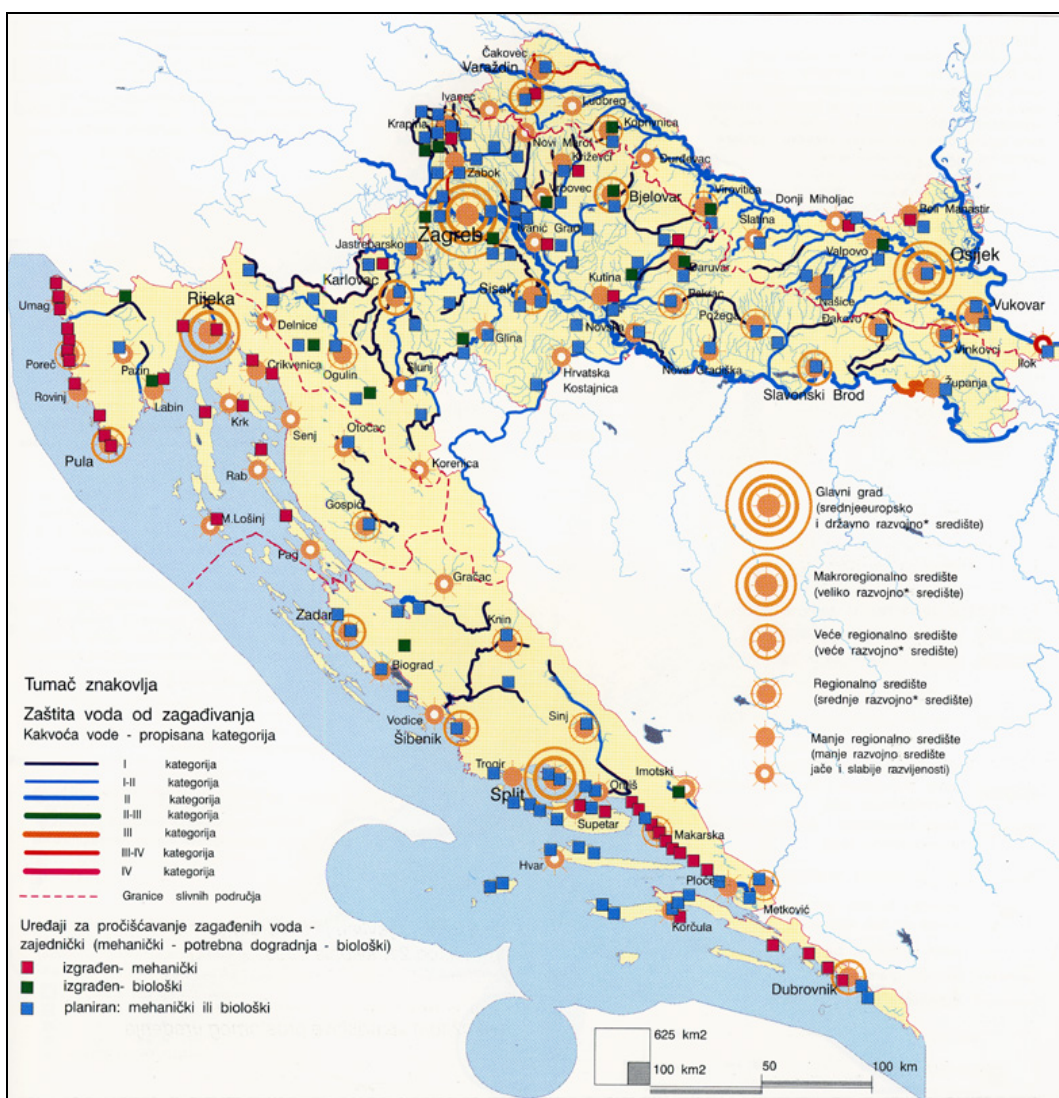 Čakovec
Varaždin
Ivanec
Ludbreg
Krapina
Koprivnica
Novi Marof
Križevci
Đurđevac
Zabok
Vrbovec
Bjelovar
Virovitica
Donji Miholjac
Beli Manastir
Zagreb
Ivanić Grad
Slatina
Valpovo
Osijek
Jastrebarsko
Karlovac
Kutina
Daruvar
Našice
Vukovar
Umag
Rijeka
Sisak
Pakrac
Požega
Đakovo
Delnice
Glina
Novska
Vinkovci
Ilok
Poreč
Pazin
Crikvenica
Ogulin
Slunj
Hrvatska
Kostajnica
Nova Gradiška
Slavonski Brod
Županja
Rovinj
Labin
Krk
Senj
Otočac
Pula
Rab
Korenica
M.Lošinj
Gospić
Pag
Gračac
Zadar
Knin
Biograd
Vodice
Šibenik
Sinj
Trogir
Split
Omiš
Imotski
Supetar
Makarska
Hvar
Ploče
Metković
Korčula
Dubrovnik
Glavni grad
(srednjeeuropsko
i državno razvojno* središte)
Makroregionalno središte
(veliko razvojno* središte)
Veće regionalno središte
(veće razvojno* središte)
Regionalno središte
(srednje razvojno* središte)
Manje regionalno središte
(manje razvojno središte
jače i slabije razvijenosti)
Tumač znakovlja
Zaštita voda od zagađivanja
Kakvoća vode - propisana kategorija
I kategorija
I-II kategorija
II kategorija
II-III kategorija
III kategorija
III-IV kategorija
IV kategorija
Granice slivnih područja
Uređaji za pročišćavanje zagađenih voda -
zajednički (mehanički - potrebna dogradnja - biološki)
izgrađen- mehanički
izgrađen- biološki
planiran: mehanički ili biološki
625 km2
100 km2
50
100 km